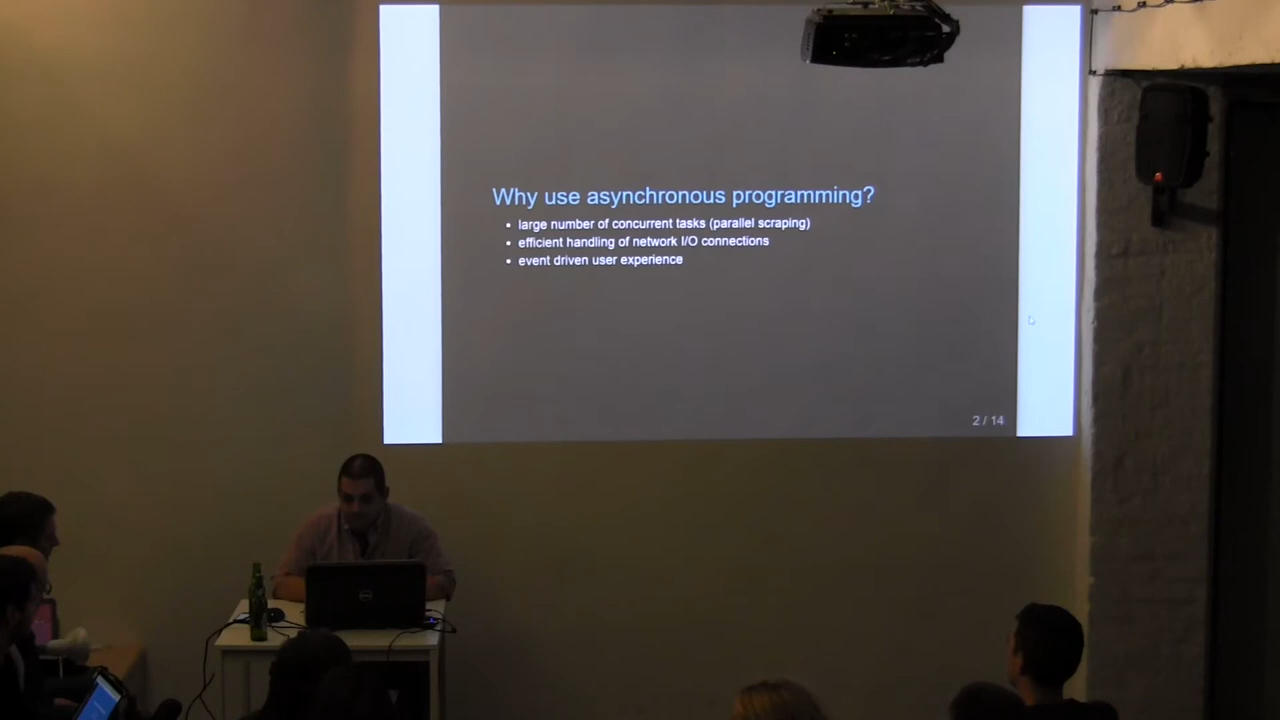 Why use asynchronous programming?
• large number of concurrent tasks (parallel scraping)
• efficient handling of network I/O connections
• event driven user experience
2 / 14